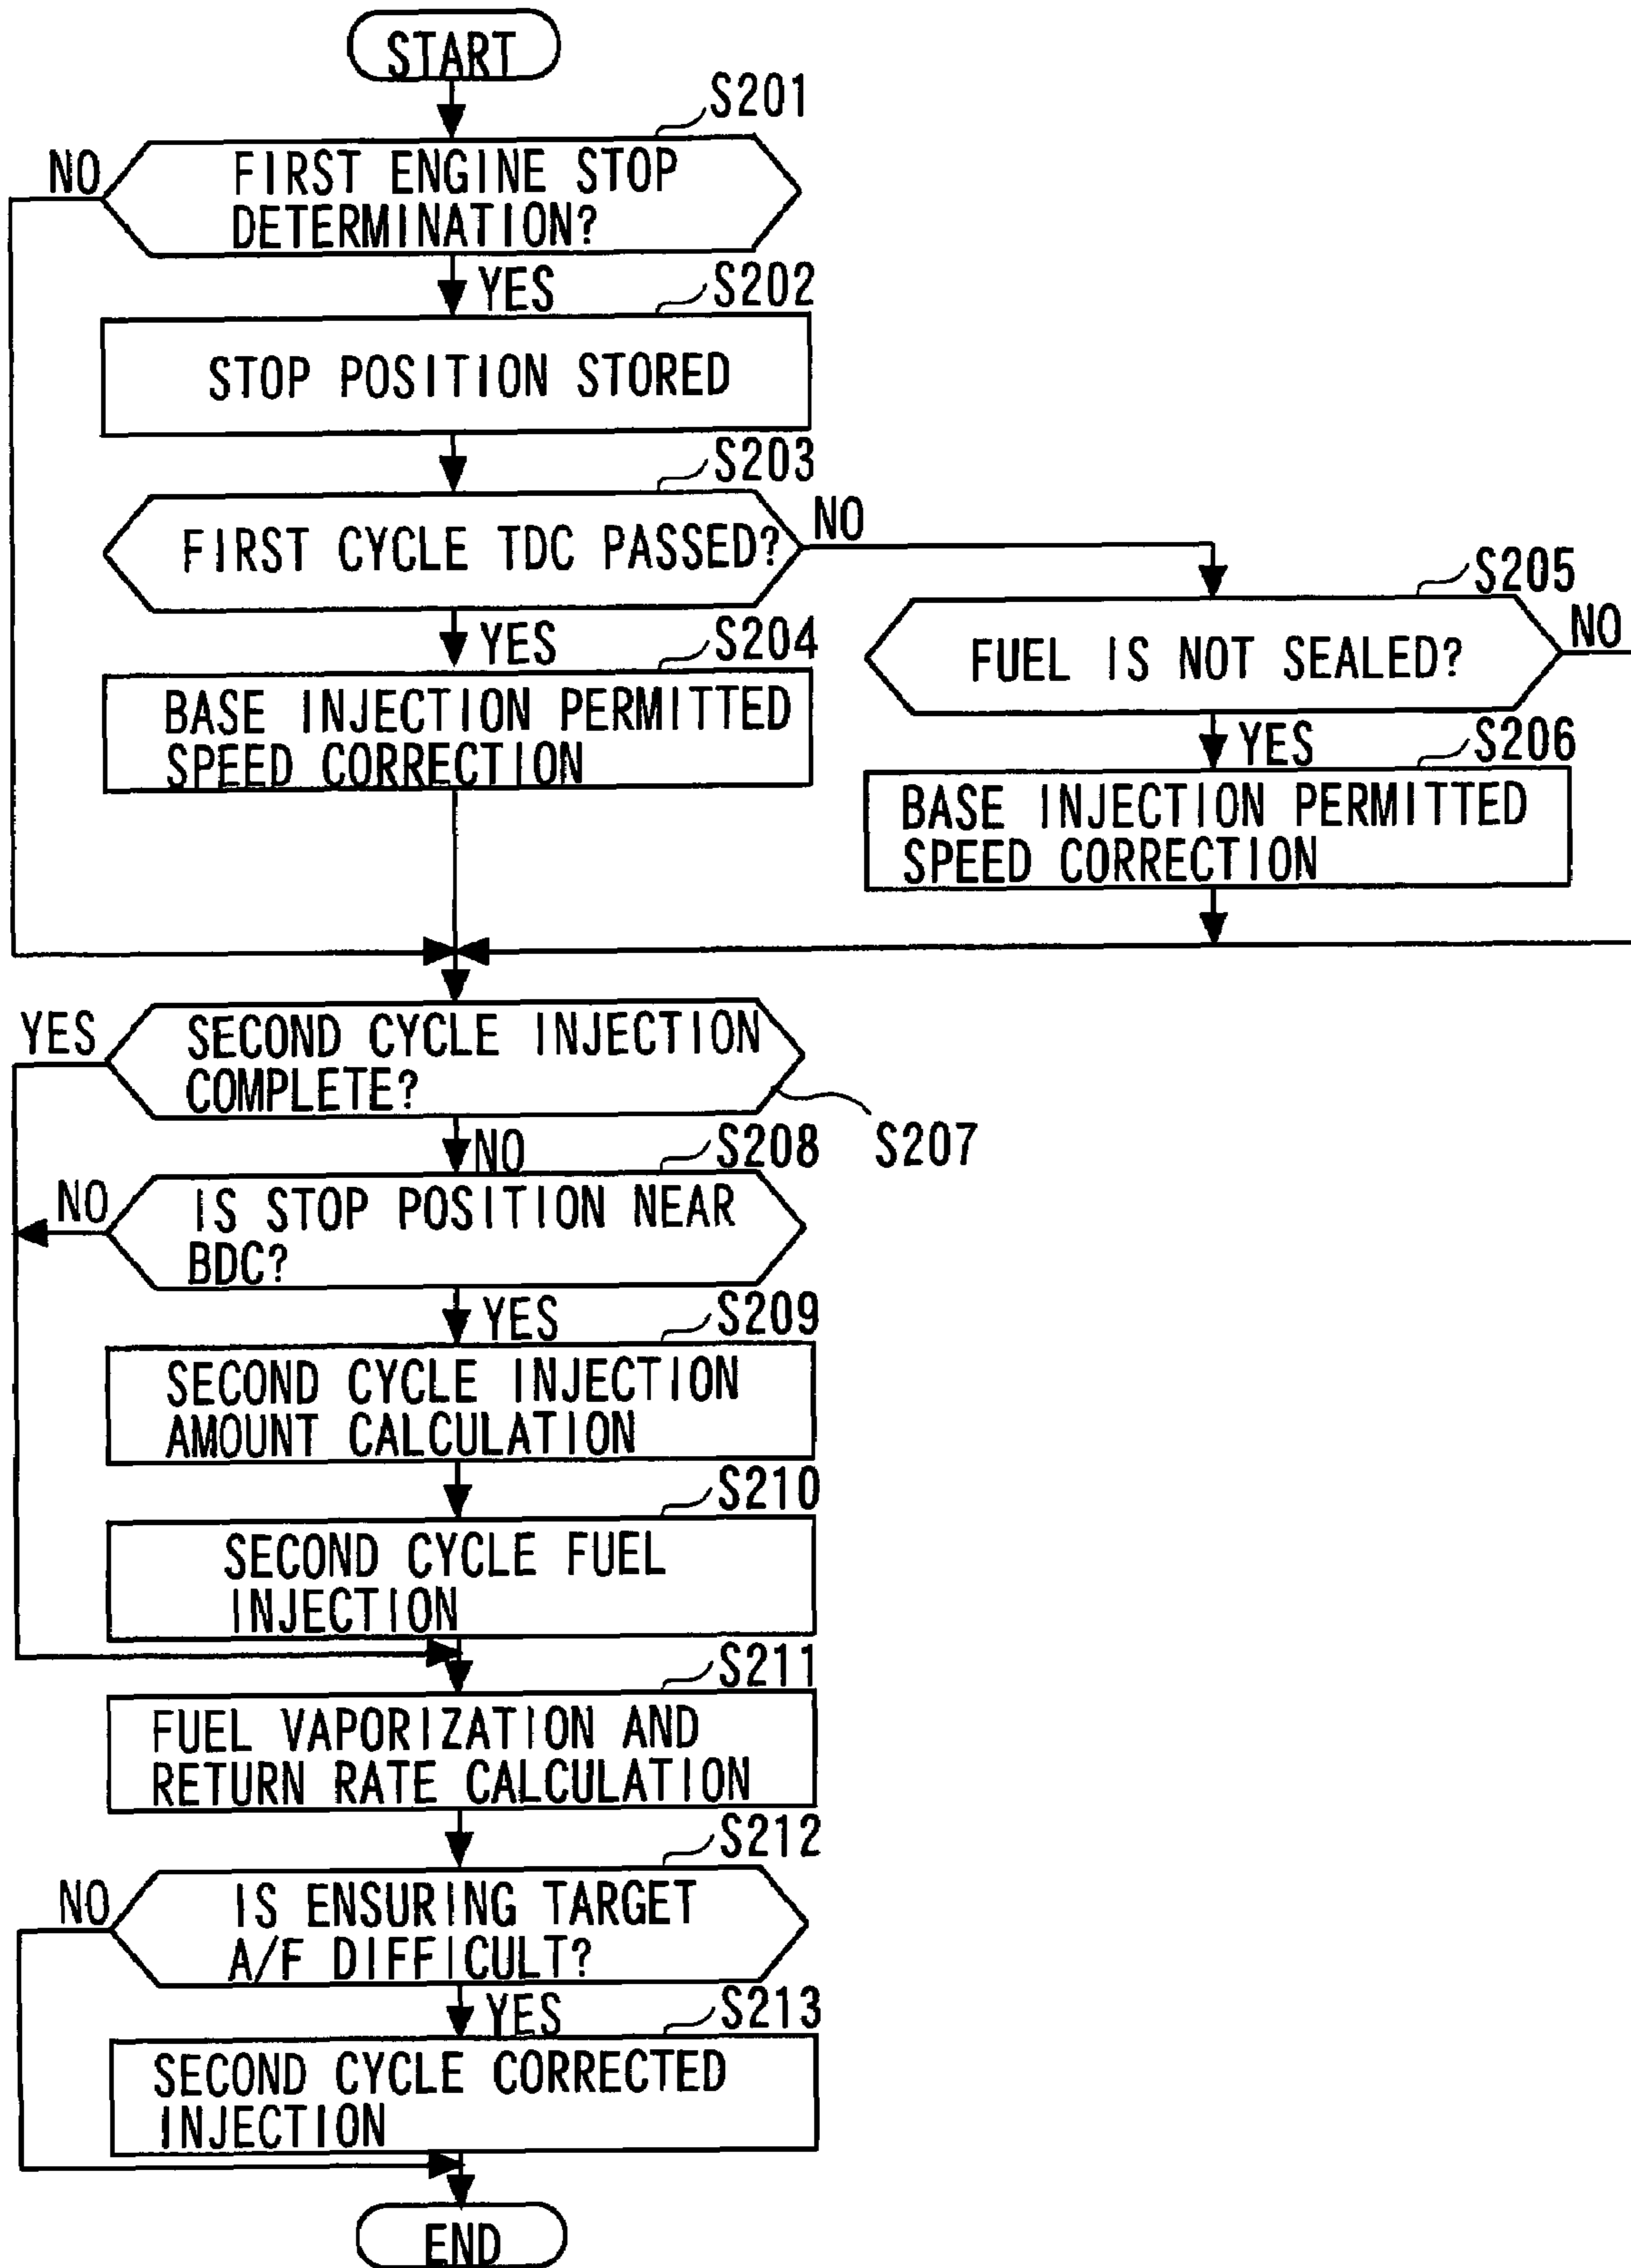 START
S201
NO
FIRST ENGINE STOP
DETERMINATION?
YES
S202
STOP POSITION STORED
S203
FIRST CYCLE TDC PASSED?
NO
S205
YES
S204
FUEL IS NOT SEALED?
NO
BASE INJECTION PERMITTED
SPEED CORRECTION
YES
S206
BASE INJECTION PERMITTED
SPEED CORRECTION
YES
SECOND CYCLE INJECTION
COMPLETE?
S207
NO
S208
NO
IS STOP POSITION NEAR
BDC?
YES
S209
SECOND CYCLE INJECTION
AMOUNT CALCULATION
S210
SECOND CYCLE FUEL
INJECTION
S211
FUEL VAPORIZATION AND
RETURN RATE CALCULATION
S212
NO
IS ENSURING TARGET
A/F DIFFICULT?
YES
S213
SECOND CYCLE CORRECTED
INJECTION
END